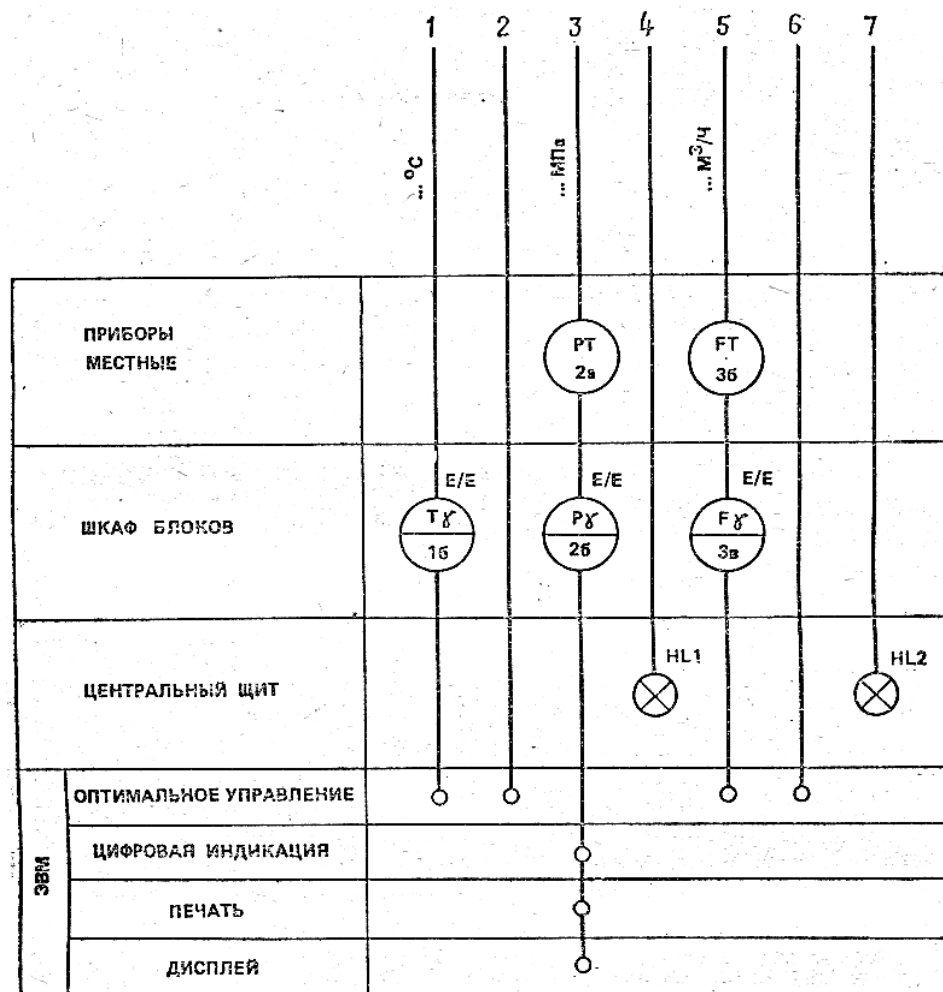 1 2 3 4 5 6 7
... °C
... МПа
... М³/Ч
ПРИБОРЫ
МЕСТНЫЕ
PT
2а
FT
3б
ШКАФ БЛОКОВ
E/E
Tγ
1б
E/E
Pγ
2б
E/E
Fγ
3в
ЦЕНТРАЛЬНЫЙ ЩИТ
HL1
HL2
ЭВМ
ОПТИМАЛЬНОЕ УПРАВЛЕНИЕ
ЦИФРОВАЯ ИНДИКАЦИЯ
ПЕЧАТЬ
ДИСПЛЕЙ